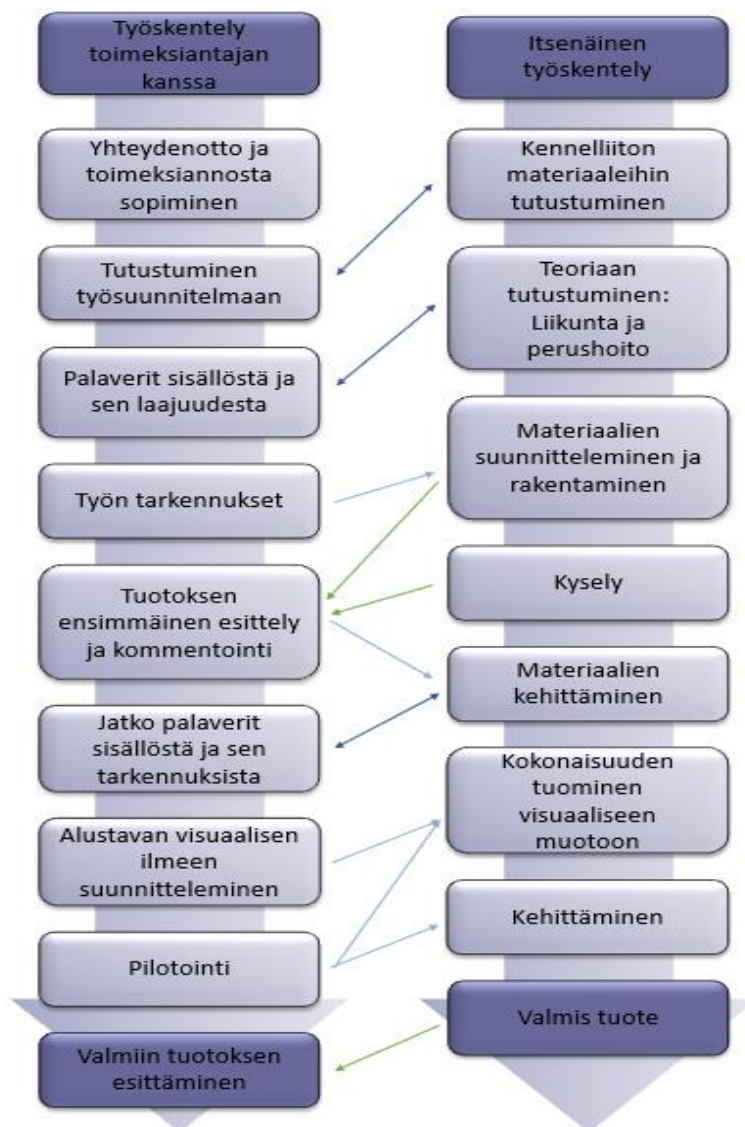 Työskentely
toimeksiantajan
kanssa
Yhteydenotto ja
toimeksiannosta
sopiminen
Tutustuminen
työsuunnitelmaan
Palaverit sisällöstä ja
sen laajuudesta
Työn tarkennukset
Tuotoksen
ensimmäinen esittely
ja kommentointi
Jatko palaverit
sisällöstä ja sen
tarkennuksista
Alustavan visuaalisen
ilmeen
suunnitteleminen
Pilotointi
Valmiin tuotoksen
esittäminen
Itsenäinen
työskentely
Kennelliiton
materiaaleihin
tutustuminen
Teoriaan
tutustuminen:
Liikunta ja
perushoito
Materiaalien
suunnitteleminen ja
rakentaminen
Kysely
Materiaalien
kehittäminen
Kokonaisuuden
tuominen
visuaaliseen
muotoon
Kehittäminen
Valmis tuote